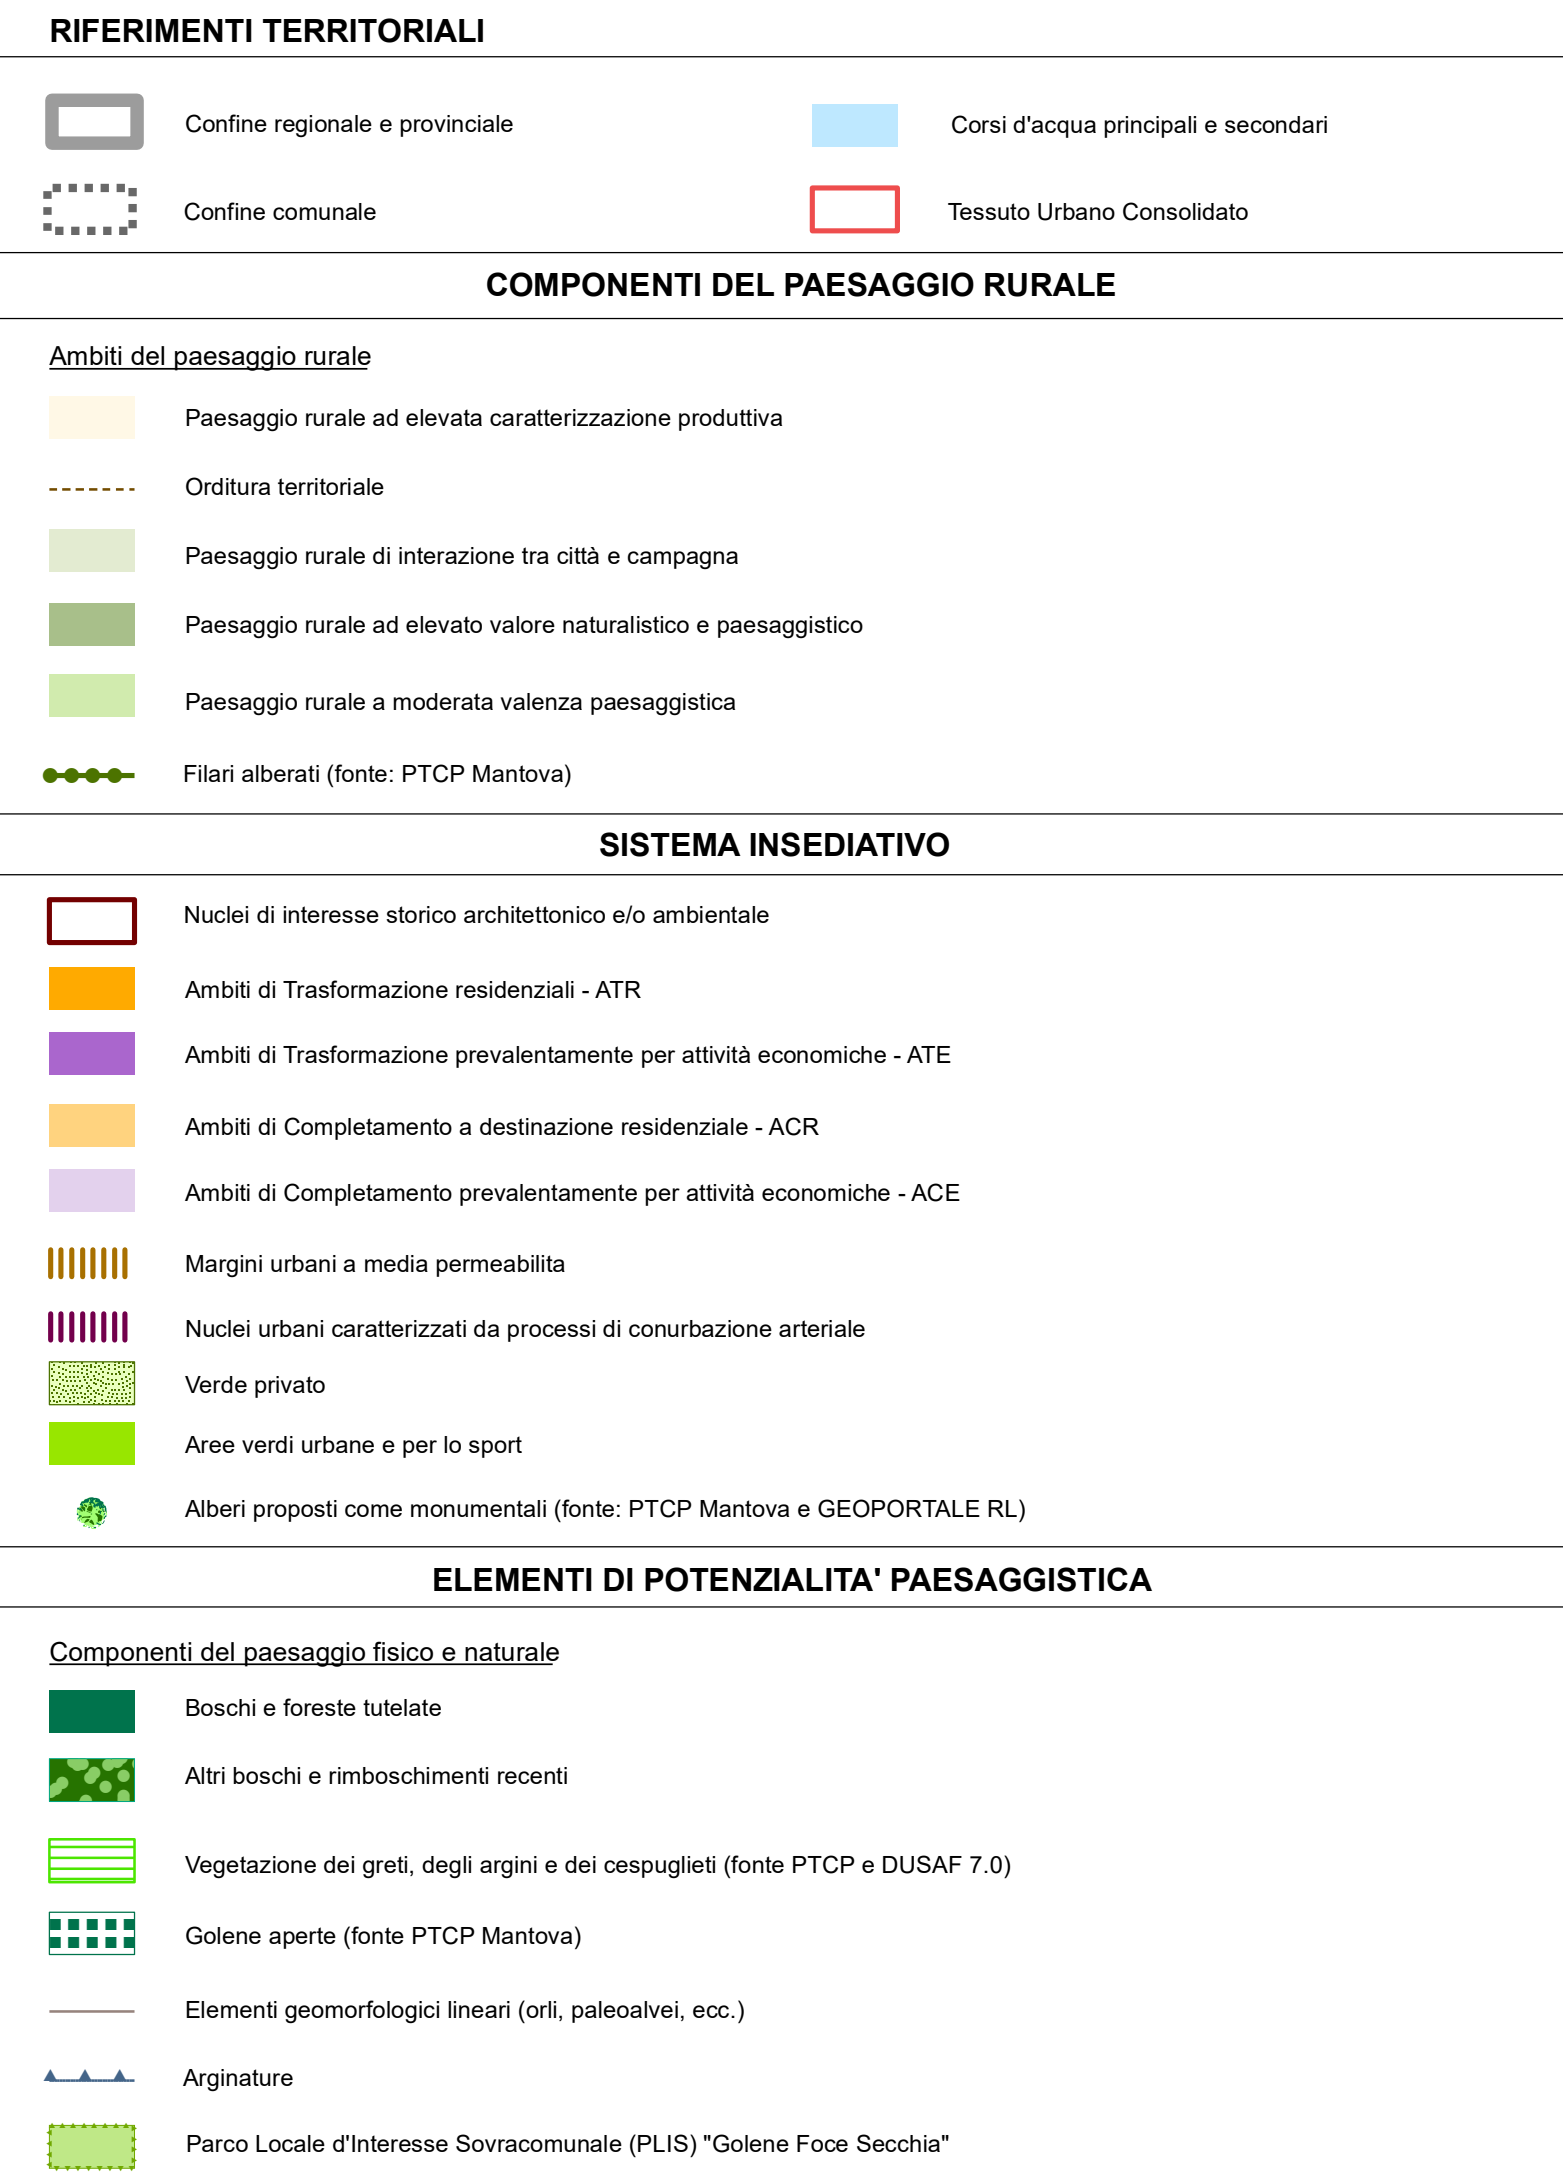 RIFERIMENTI TERRITORIALI
Confine regionale e provinciale
Corsi d'acqua principali e secondari
Confine comunale
Tessuto Urbano Consolidato
COMPONENTI DEL PAESAGGIO RURALE
Ambiti del paesaggio rurale
Paesaggio rurale ad elevata caratterizzazione produttiva
Orditura territoriale
Paesaggio rurale di interazione tra città e campagna
Paesaggio rurale ad elevato valore naturalistico e paesaggistico
Paesaggio rurale a moderata valenza paesaggistica
Filari alberati (fonte: PTCP Mantova)
SISTEMA INSEDIATIVO
Nuclei di interesse storico architettonico e/o ambientale
Ambiti di Trasformazione residenziali - ATR
Ambiti di Trasformazione prevalentamente per attività economiche - ATE
Ambiti di Completamento a destinazione residenziale - ACR
Ambiti di Completamento prevalentamente per attività economiche - ACE
Margini urbani a media permeabilita
Nuclei urbani caratterizzati da processi di conurbazione arteriale
Verde privato
Aree verdi urbane e per lo sport
Alberi proposti come monumentali (fonte: PTCP Mantova e GEOPORTALE RL)
ELEMENTI DI POTENZIALITA' PAESAGGISTICA
Componenti del paesaggio fisico e naturale
Boschi e foreste tutelate
Altri boschi e rimboschimenti recenti
Vegetazione dei greti, degli argini e dei cespuglieti (fonte PTCP e DUSAF 7.0)
Golene aperte (fonte PTCP Mantova)
Elementi geomorfologici lineari (orli, paleoalvei, ecc.)
Arginature
Parco Locale d'Interesse Sovracomunale (PLIS) "Golene Foce Secchia"